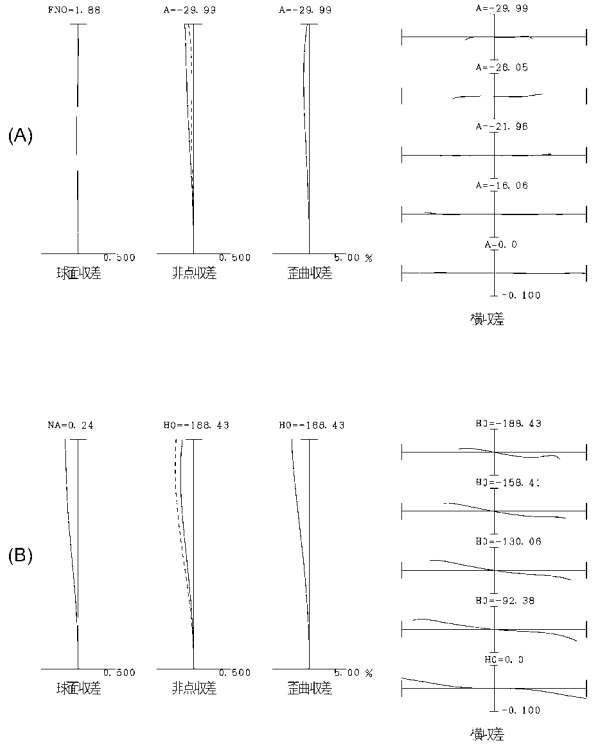 FNO=1.88
A=-29.99
A=-29.99
A=-29.99
A=-26.05
A=-21.96
A=-16.06
A=0.0
(A)
0.500
0.500
5.00 %
-0.100
球面収差
非点収差
歪曲収差
横収差
NA=0.24
H0=-188.43
H0=-188.43
H0=-188.43
H0=-158.41
H0=-130.06
H0=-92.38
H0=0.0
(B)
0.500
0.500
5.00 %
-0.100
球面収差
非点収差
歪曲収差
横収差